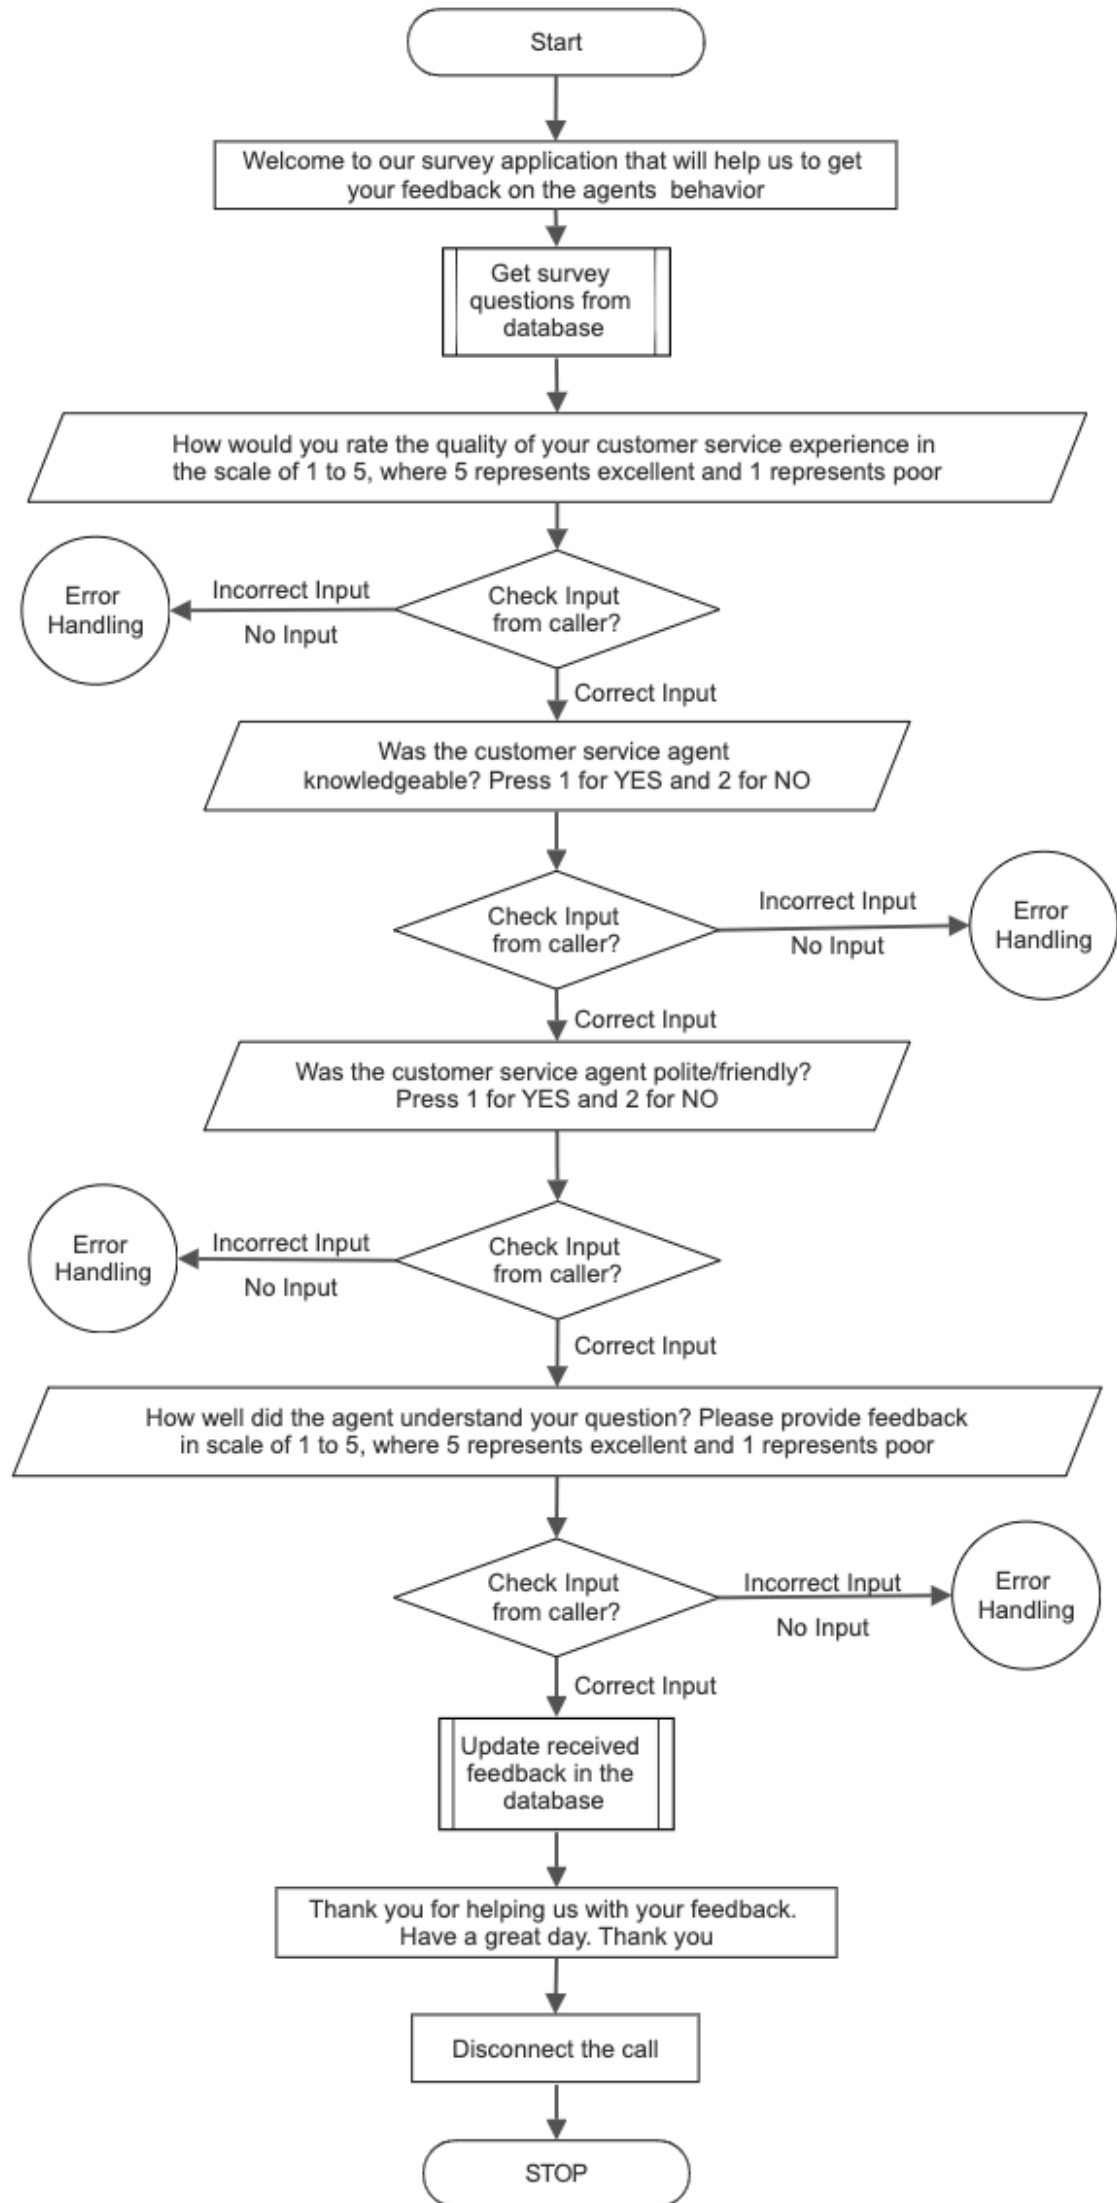 Start
Welcome to our survey application that will help us to get
your feedback on the agents behavior
Get survey
questions from
database
How would you rate the quality of your customer service experience in
the scale of 1 to 5, where 5 represents excellent and 1 represents poor
Error
Handling
Incorrect Input
No Input
Check Input
from caller?
Correct Input
Was the customer service agent
knowledgeable? Press 1 for YES and 2 for NO
Check Input
from caller?
Incorrect Input
No Input
Error
Handling
Correct Input
Was the customer service agent polite/friendly?
Press 1 for YES and 2 for NO
Error
Handling
Incorrect Input
No Input
Check Input
from caller?
Correct Input
How well did the agent understand your question? Please provide feedback
in scale of 1 to 5, where 5 represents excellent and 1 represents poor
Check Input
from caller?
Incorrect Input
No Input
Error
Handling
Correct Input
Update received
feedback in the
database
Thank you for helping us with your feedback.
Have a great day. Thank you
Disconnect the call
STOP